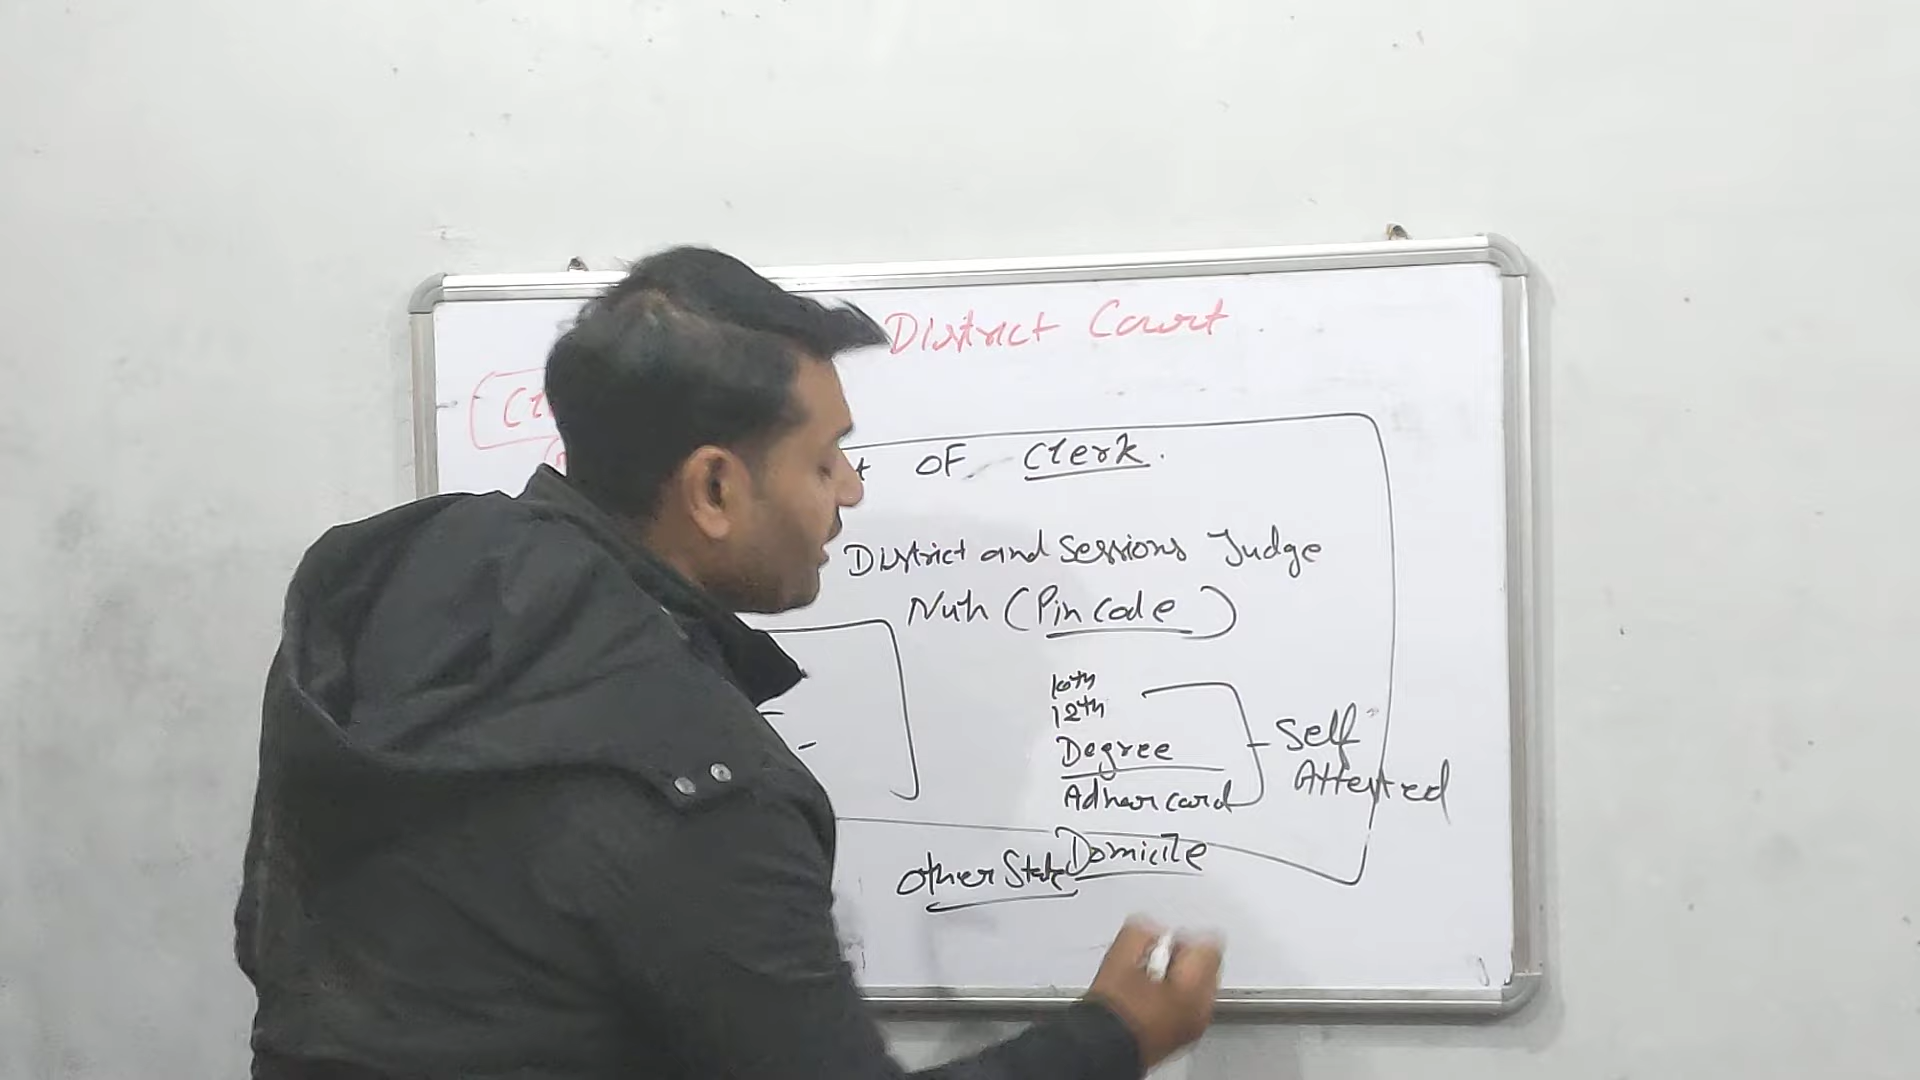 District Court
OF Clerk.
District and Sessions Judge
Nuh (Pin code)
10th
12th
Degree
Adhar card
Self
Attested
Domicile
Other State